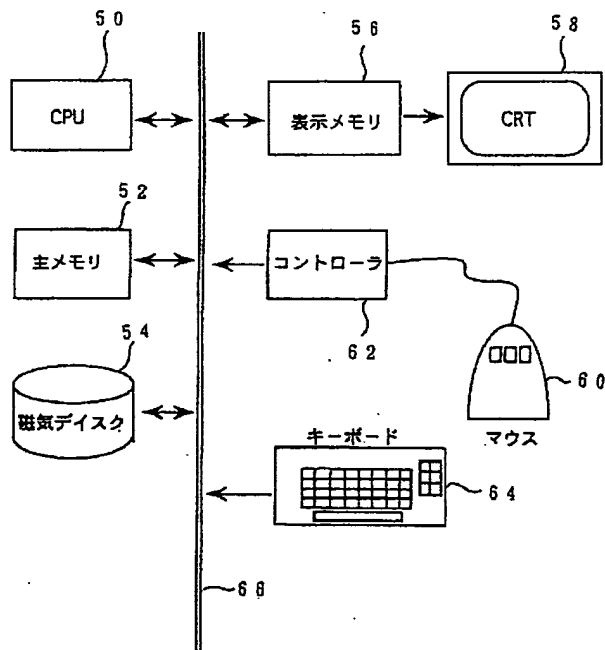 50
CPU
56
表示メモリ
58
CRT
52
主メモリ
コントローラ
62
54
磁気デイスク
60
マウス
キーボード
64
66